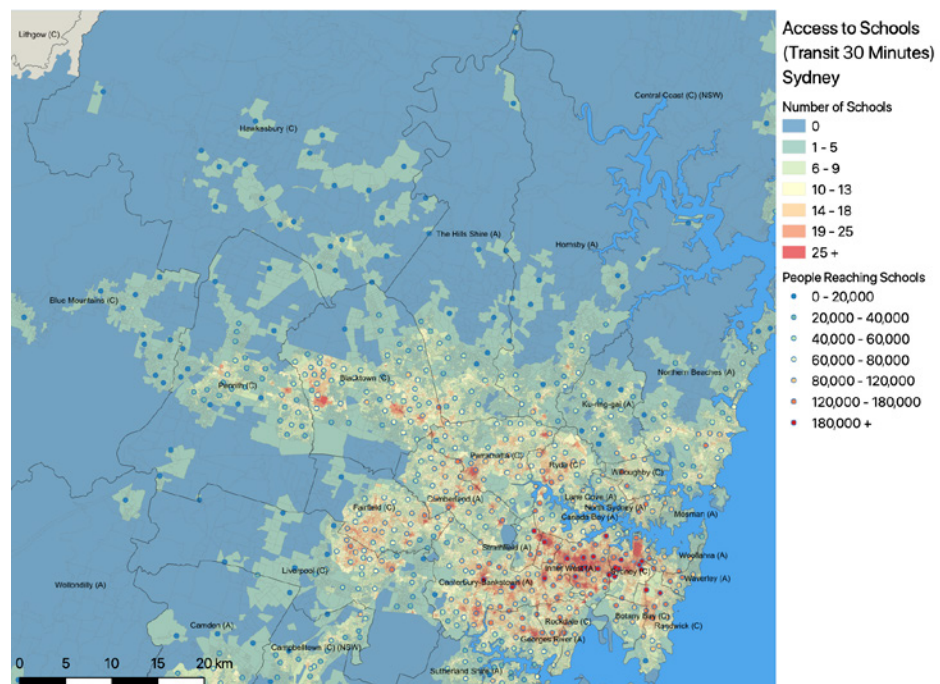 Access to Schools
(Transit 30 Minutes)
Sydney
Number of Schools
0
1 - 5
6 - 9
10 - 13
14 - 18
19 - 25
25 +
People Reaching Schools
0 - 20,000
20,000 - 40,000
40,000 - 60,000
60,000 - 80,000
80,000 - 120,000
120,000 - 180,000
180,000 +
Lithgow (C)
Central Coast (C) (NSW)
Hawkesbury (C)
The Hills Shire (A)
Hornsby (A)
Blue Mountains (C)
Northern Beaches (A)
Penrith (C)
Blacktown (C)
Ku-ring-gai (A)
Parramatta (C)
Ryde (C)
Willoughby (C)
Cumberland (A)
Lane Cove (A)
North Sydney (A)
Fairfield (C)
Canada Bay (A)
Mosman (A)
Strathfield (A)
Woollahra (A)
Liverpool (C)
Inner West (A)
Sydney (C)
Waverley (A)
Wollondilly (A)
Canterbury-Bankstown (A)
Botany Bay (C)
Rockdale (C)
Randwick (C)
Camden (A)
Georges River (A)
Campbelltown (C) (NSW)
Sutherland Shire (A)
0 5 10 15 20 km